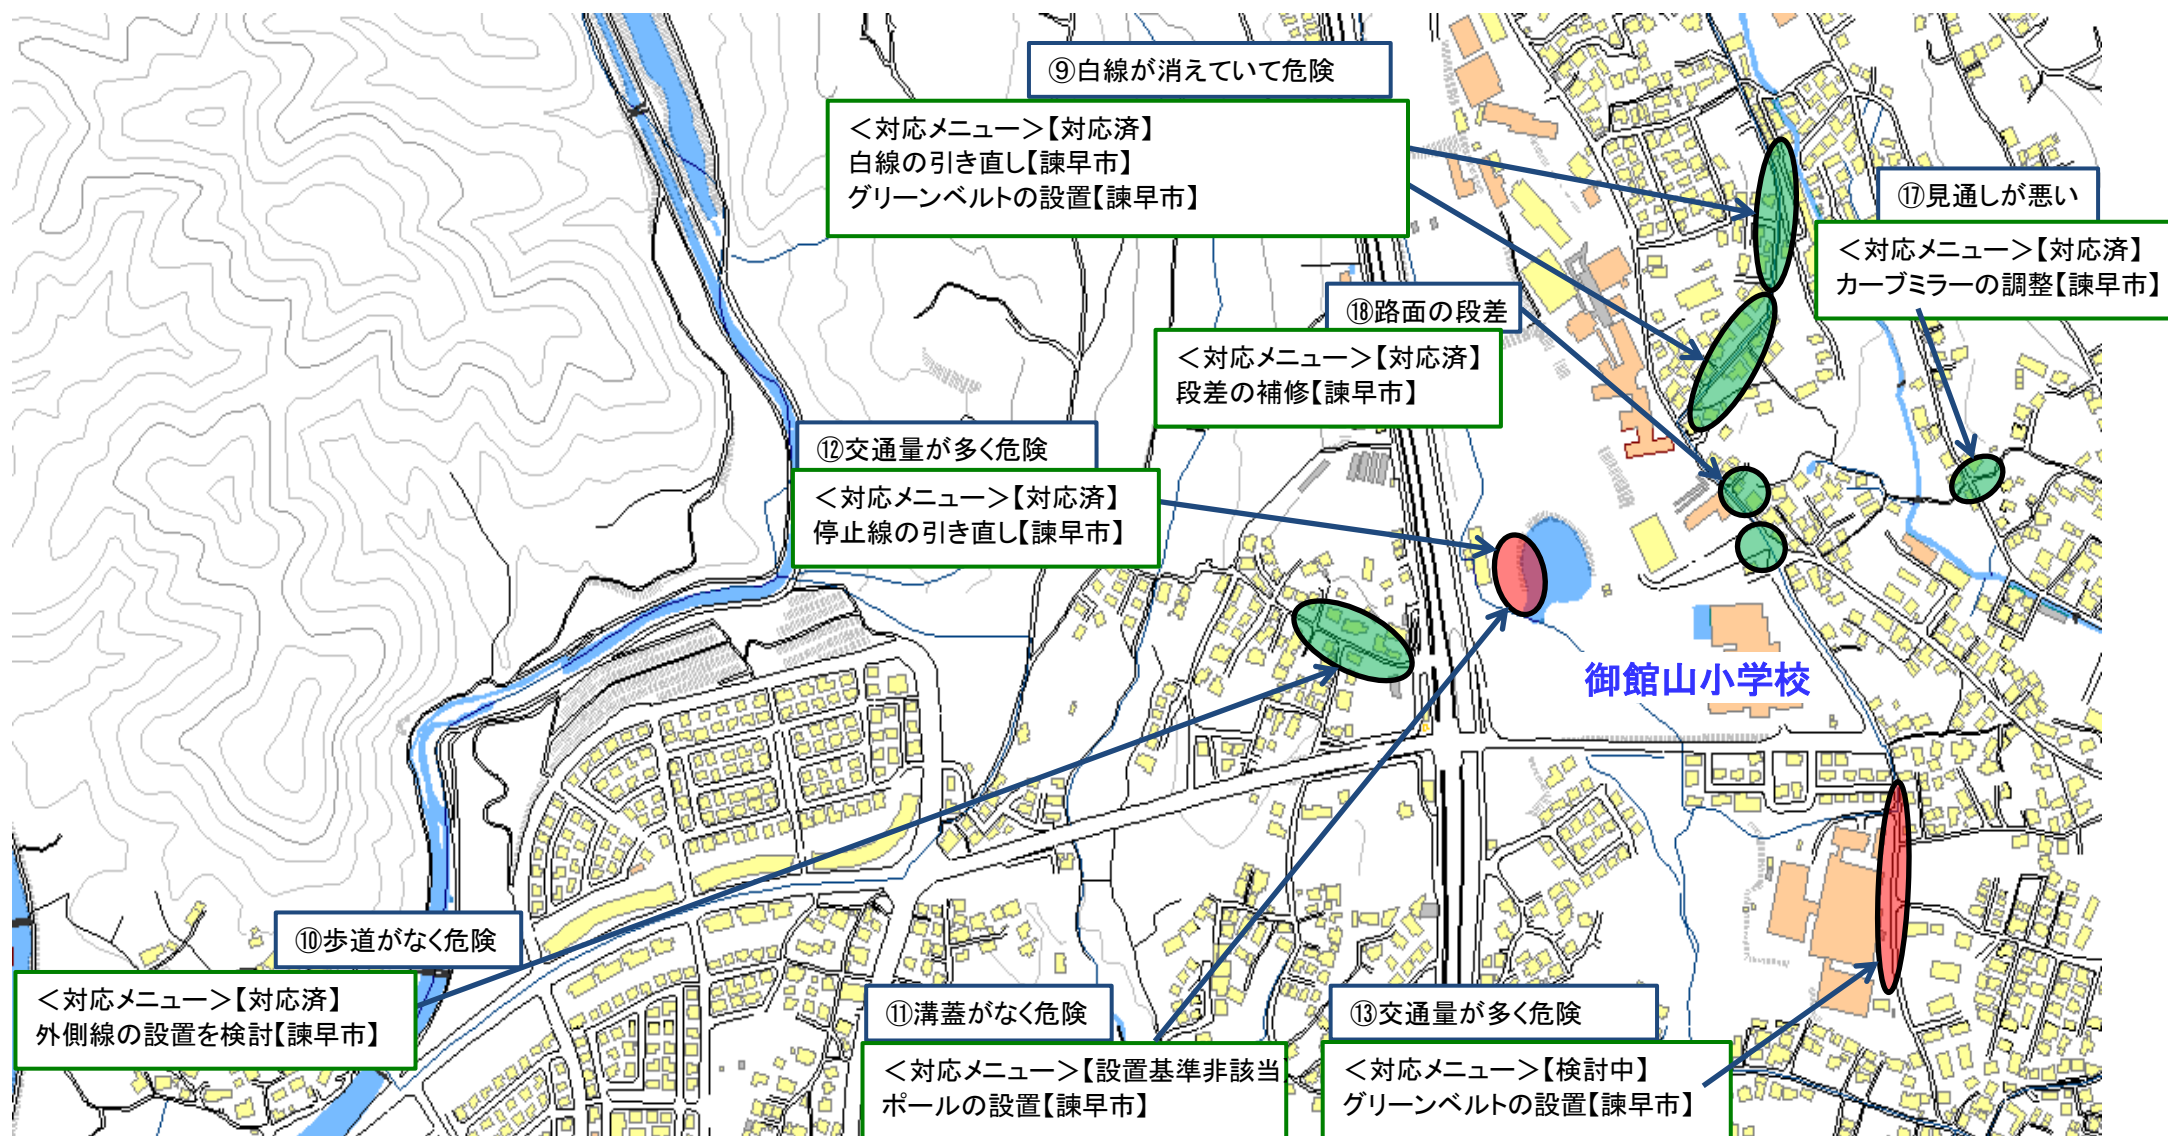 ⑨白線が消えていて危険
＜対応メニュー＞【対応済】
白線の引き直し【諫早市】
グリーンベルトの設置【諫早市】
⑰見通しが悪い
＜対応メニュー＞【対応済】
カーブミラーの調整【諫早市】
⑱路面の段差
＜対応メニュー＞【対応済】
段差の補修【諫早市】
⑫交通量が多く危険
＜対応メニュー＞【対応済】
停止線の引き直し【諫早市】
御館山小学校
⑩歩道がなく危険
＜対応メニュー＞【対応済】
外側線の設置を検討【諫早市】
⑪溝蓋がなく危険
＜対応メニュー＞【設置基準非該当】
ポールの設置【諫早市】
⑬交通量が多く危険
＜対応メニュー＞【検討中】
グリーンベルトの設置【諫早市】